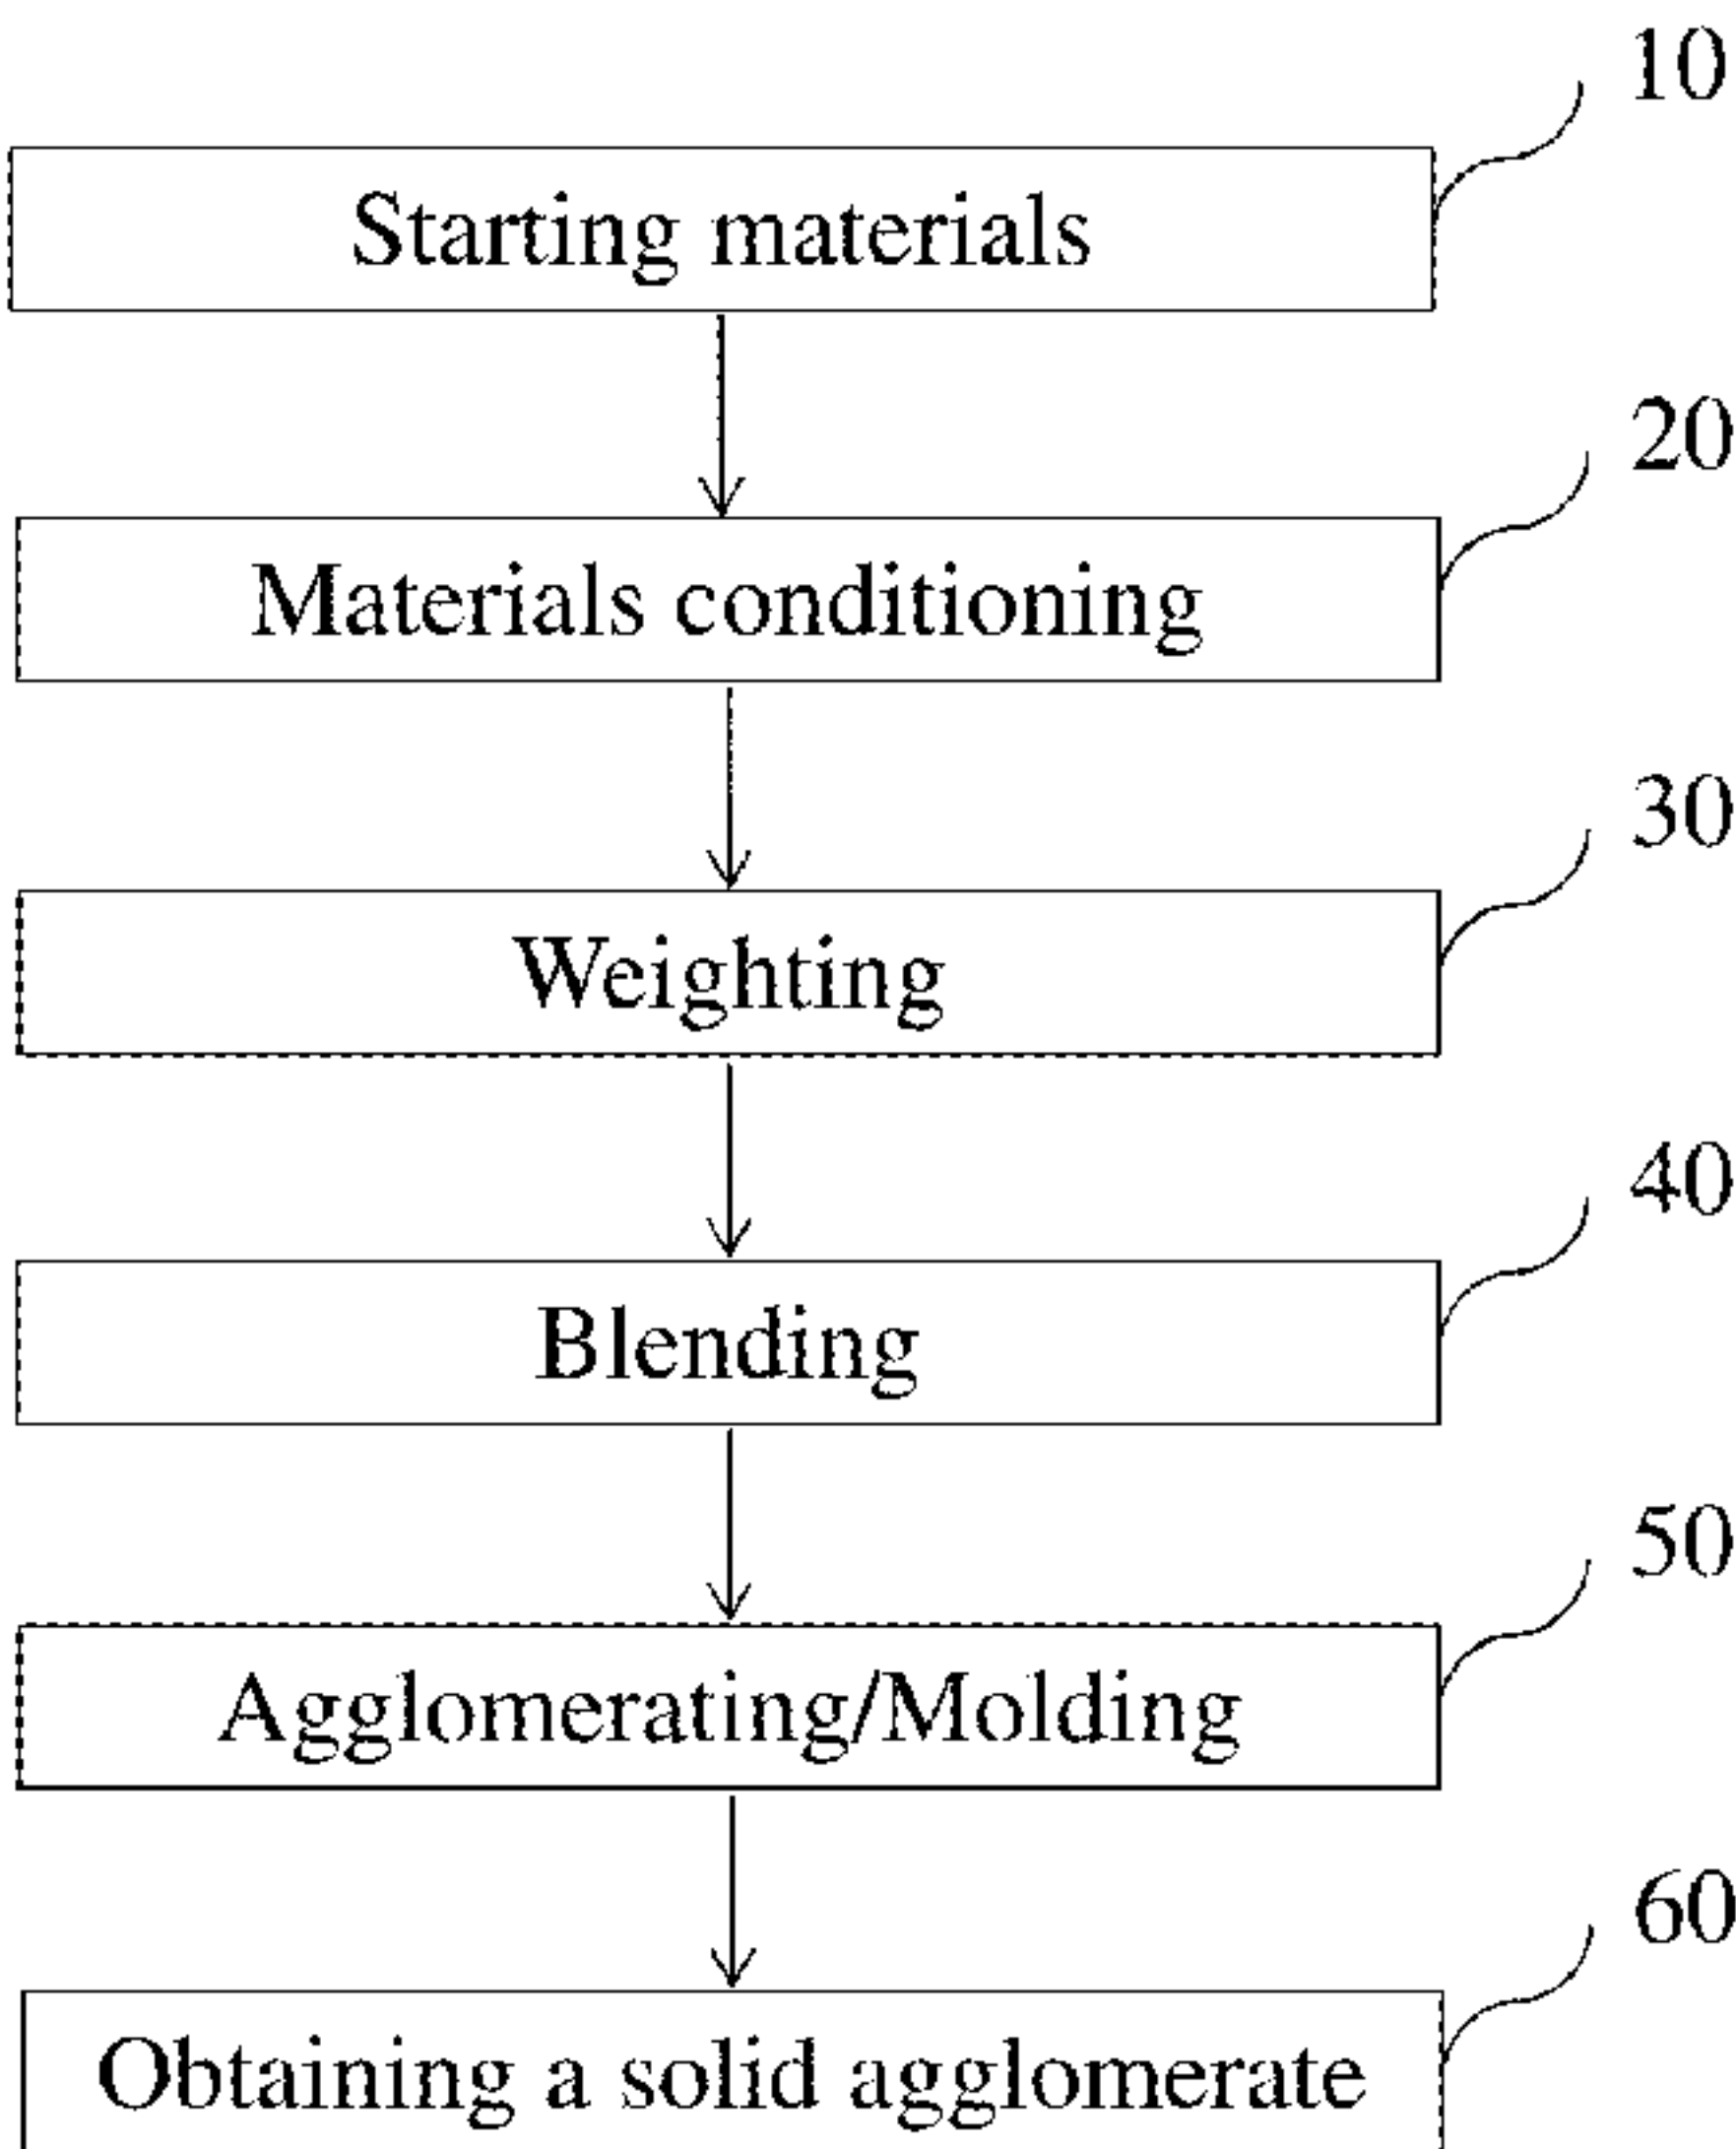 10
Starting materials
20
Materials conditioning
30
Weighting
40
Blending
50
Agglomerating/Molding
60
Obtaining a solid agglomerate